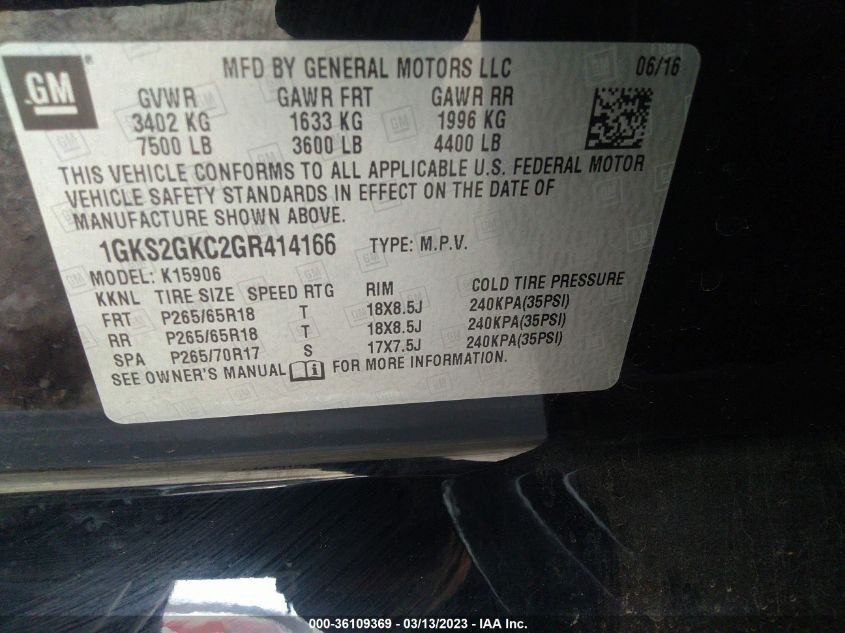 GM
®
MFD BY GENERAL MOTORS LLC 06/16
GVWR GAWR FRT GAWR RR
3402 KG 1633 KG 1996 KG
7500 LB 3600 LB 4400 LB
THIS VEHICLE CONFORMS TO ALL APPLICABLE U.S. FEDERAL MOTOR
VEHICLE SAFETY STANDARDS IN EFFECT ON THE DATE OF
MANUFACTURE SHOWN ABOVE.
1GKS2GKC2GR414166 TYPE: M.P.V.
MODEL: K15906
KKNL TIRE SIZE SPEED RTG RIM COLD TIRE PRESSURE
FRT P265/65R18 T 18X8.5J 240KPA(35PSI)
RR P265/65R18 T 18X8.5J 240KPA(35PSI)
SPA P265/70R17 S 17X7.5J 240KPA(35PSI)
SEE OWNER'S MANUAL i FOR MORE INFORMATION.
000-36109369 — 03/13/2023 — IAA Inc.